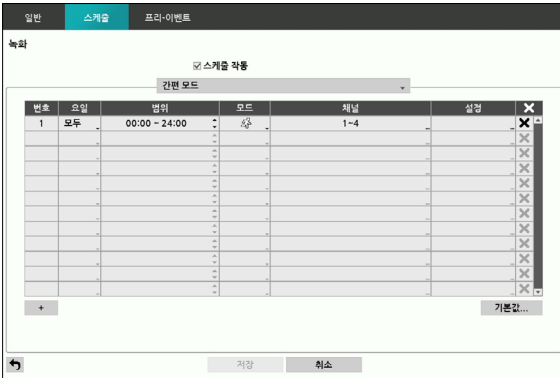 일반 스케줄 프리-이벤트
녹화
스케줄 작동
간편 모드
번호 요일 범위 모드 채널 설정
1 모두 00:00 ~ 24:00 1~4
+ 기본값...
저장 취소